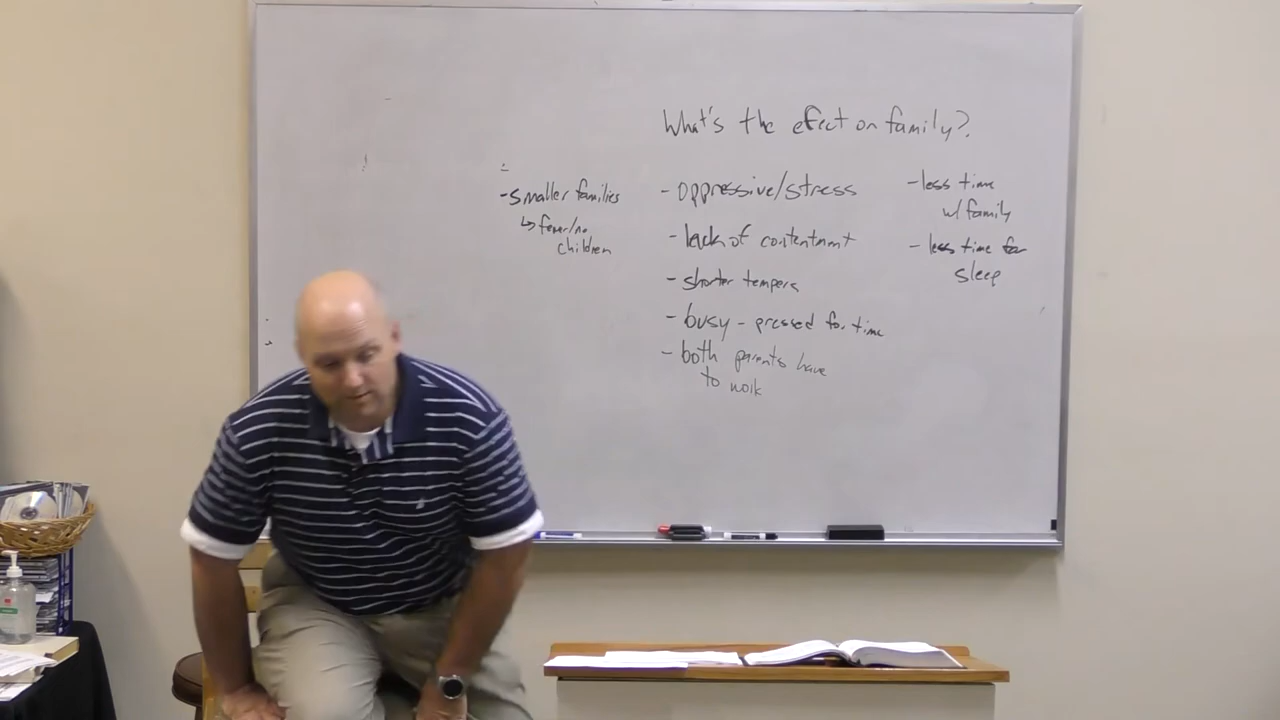 What's the effect on family?
-smaller families
↳ fewer/no
children
- oppressive/stress
- lack of contentment
- shorter tempers
- busy - pressed for time
- both parents have
to work
- less time
w/ family
- less time for
sleep